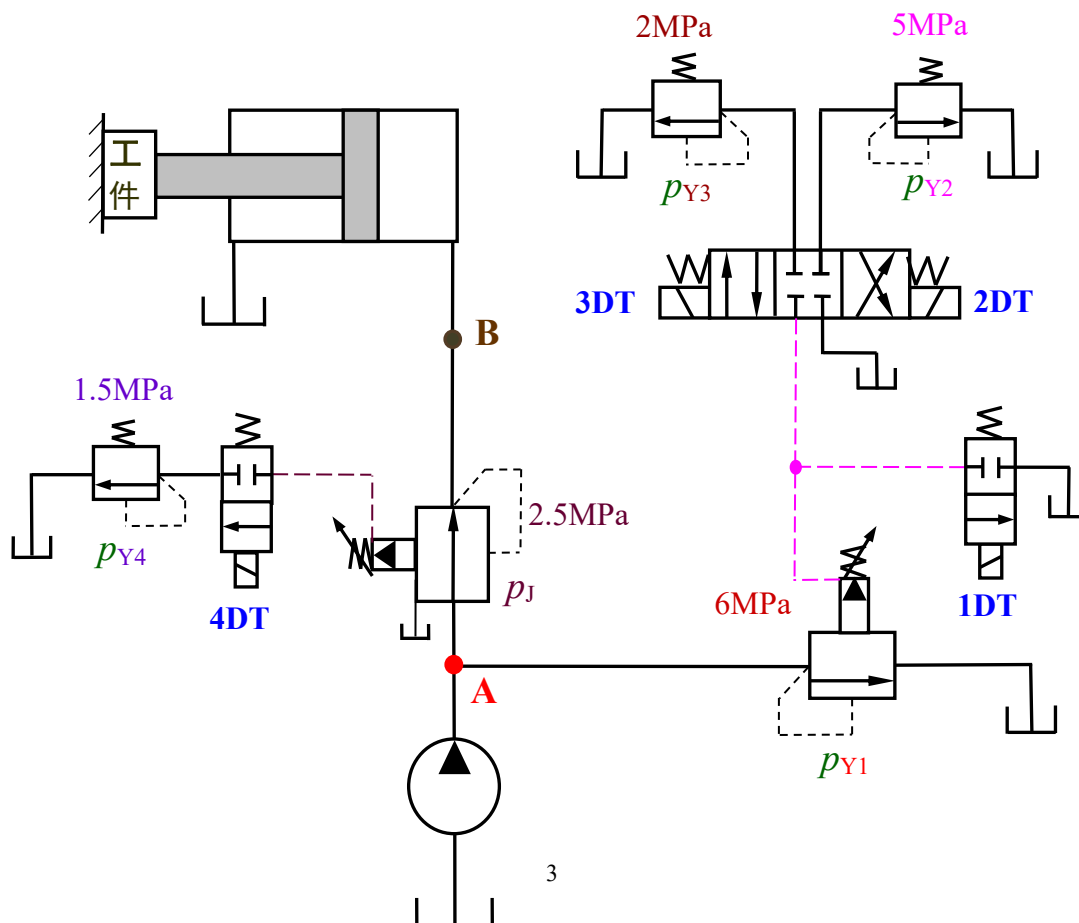 2MPa
5MPa
工件
pY3
pY2
3DT
2DT
B
1.5MPa
2.5MPa
pY4
pJ
6MPa
4DT
1DT
A
pY1
3